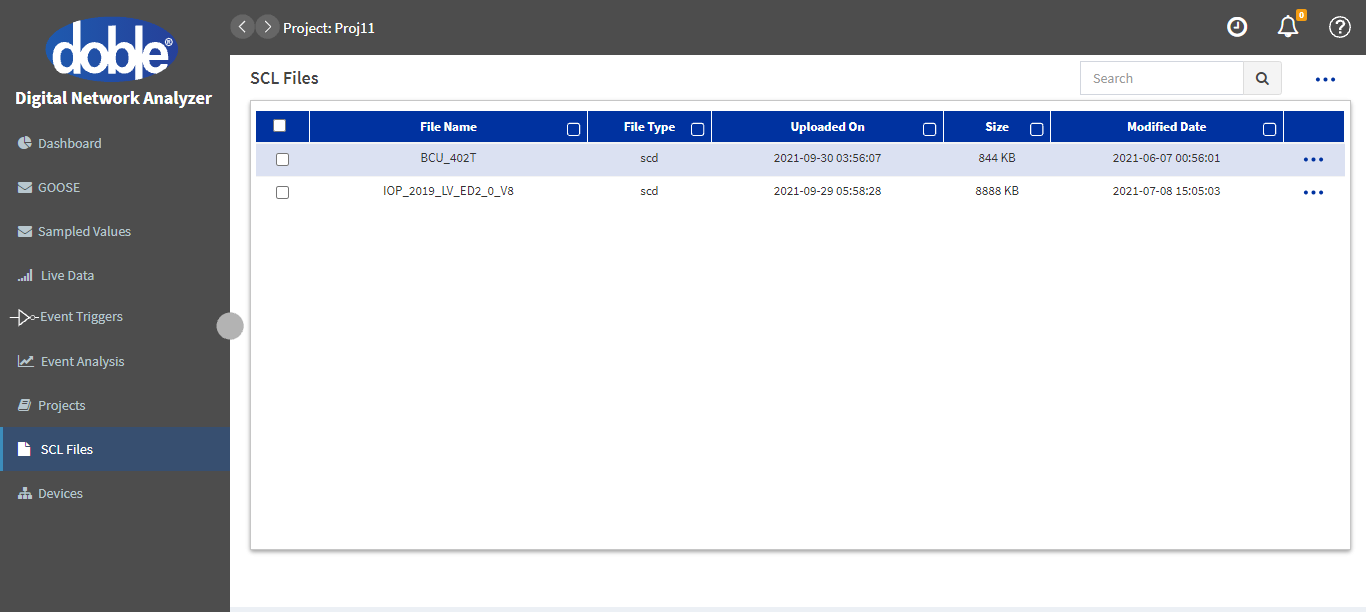 doble®
Digital Network Analyzer
Dashboard
GOOSE
Sampled Values
Live Data
Event Triggers
Event Analysis
Projects
SCL Files
Devices
Project: Proj11
0
SCL Files
Search
File Name File Type Uploaded On Size Modified Date
BCU_402T scd 2021-09-30 03:56:07 844 KB 2021-06-07 00:56:01
IOP_2019_LV_ED2_0_V8 scd 2021-09-29 05:58:28 8888 KB 2021-07-08 15:05:03